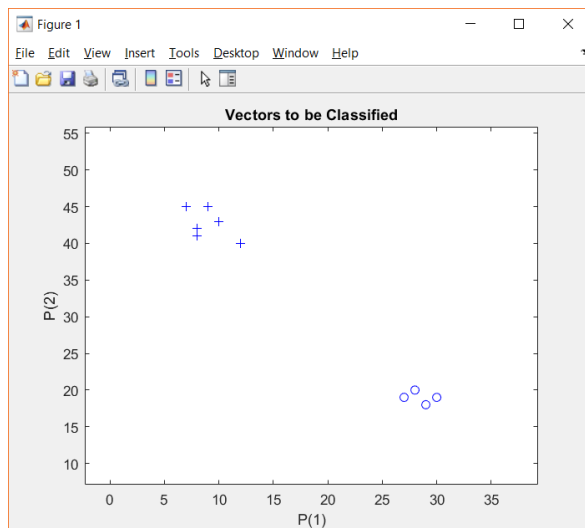 Figure 1
File Edit View Insert Tools Desktop Window Help
Vectors to be Classified
55
50
45
40
35
30
25
20
15
10
P(2)
0 5 10 15 20 25 30 35
P(1)